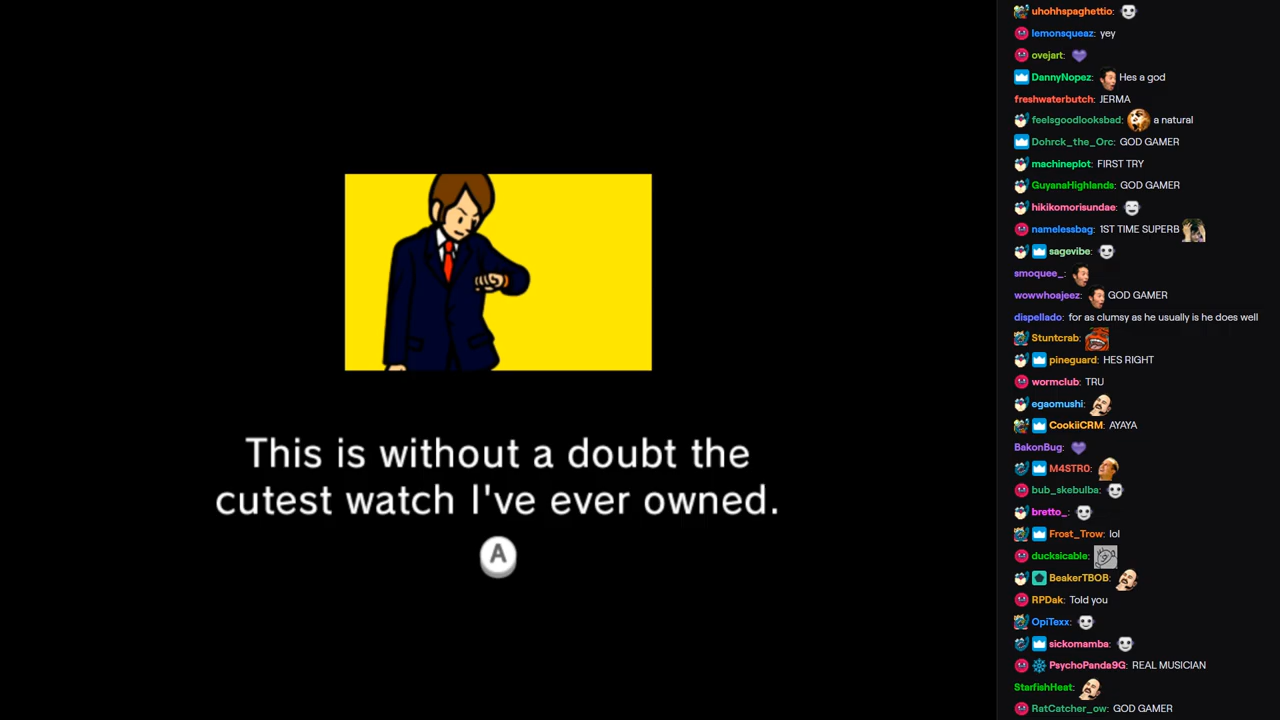 This is without a doubt the
cutest watch I've ever owned.
A
uhohhspaghettio:
lemonsqueaz: yey
ovejart:
DannyNopez: Hes a god
freshwaterbutch: JERMA
feelsgoodlooksbad: a natural
Dohrck_the_Orc: GOD GAMER
machineplot: FIRST TRY
GuyanaHighlands: GOD GAMER
hikikomorisundae:
namelessbag: 1ST TIME SUPERB
sagevibe:
smoquee_:
wowwhoajeez: GOD GAMER
dispellado: for as clumsy as he usually is he does well
Stuntcrab:
pineguard: HES RIGHT
wormclub: TRU
egaomushi:
CookiiCRM: AYAYA
BakonBug:
M4STR0:
bub_skebulba:
bretto_:
Frost_Trow: lol
ducksicable:
BeakerTBOB:
RPDak: Told you
OpiTexx:
sickomamba:
PsychoPanda9G: REAL MUSICIAN
StarfishHeat:
RatCatcher_ow: GOD GAMER